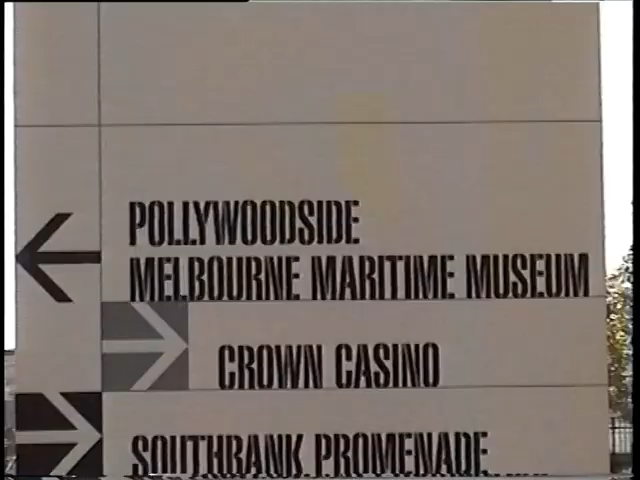 POLLYWOODSIDE
MELBOURNE MARITIME MUSEUM
CROWN CASINO
SOUTHBANK PROMENADE